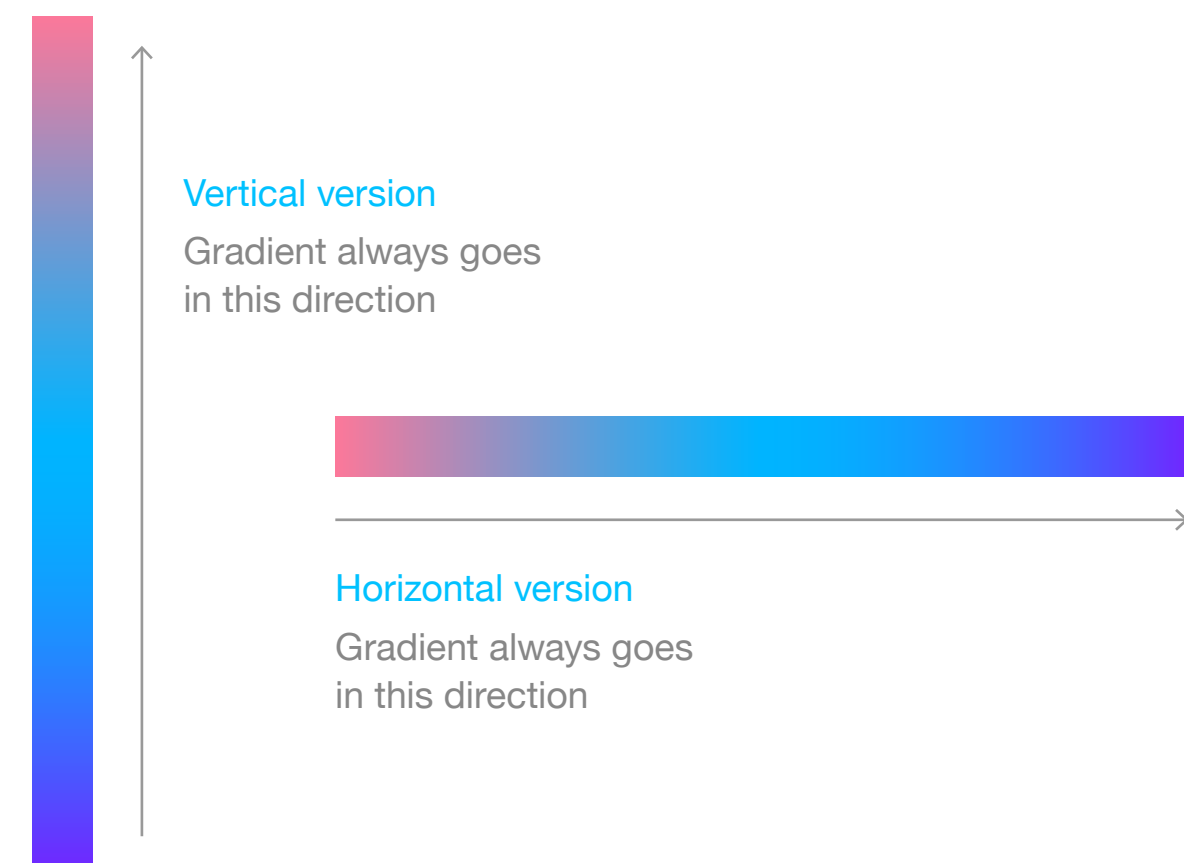 Vertical version
Gradient always goes
in this direction
Horizontal version
Gradient always goes
in this direction